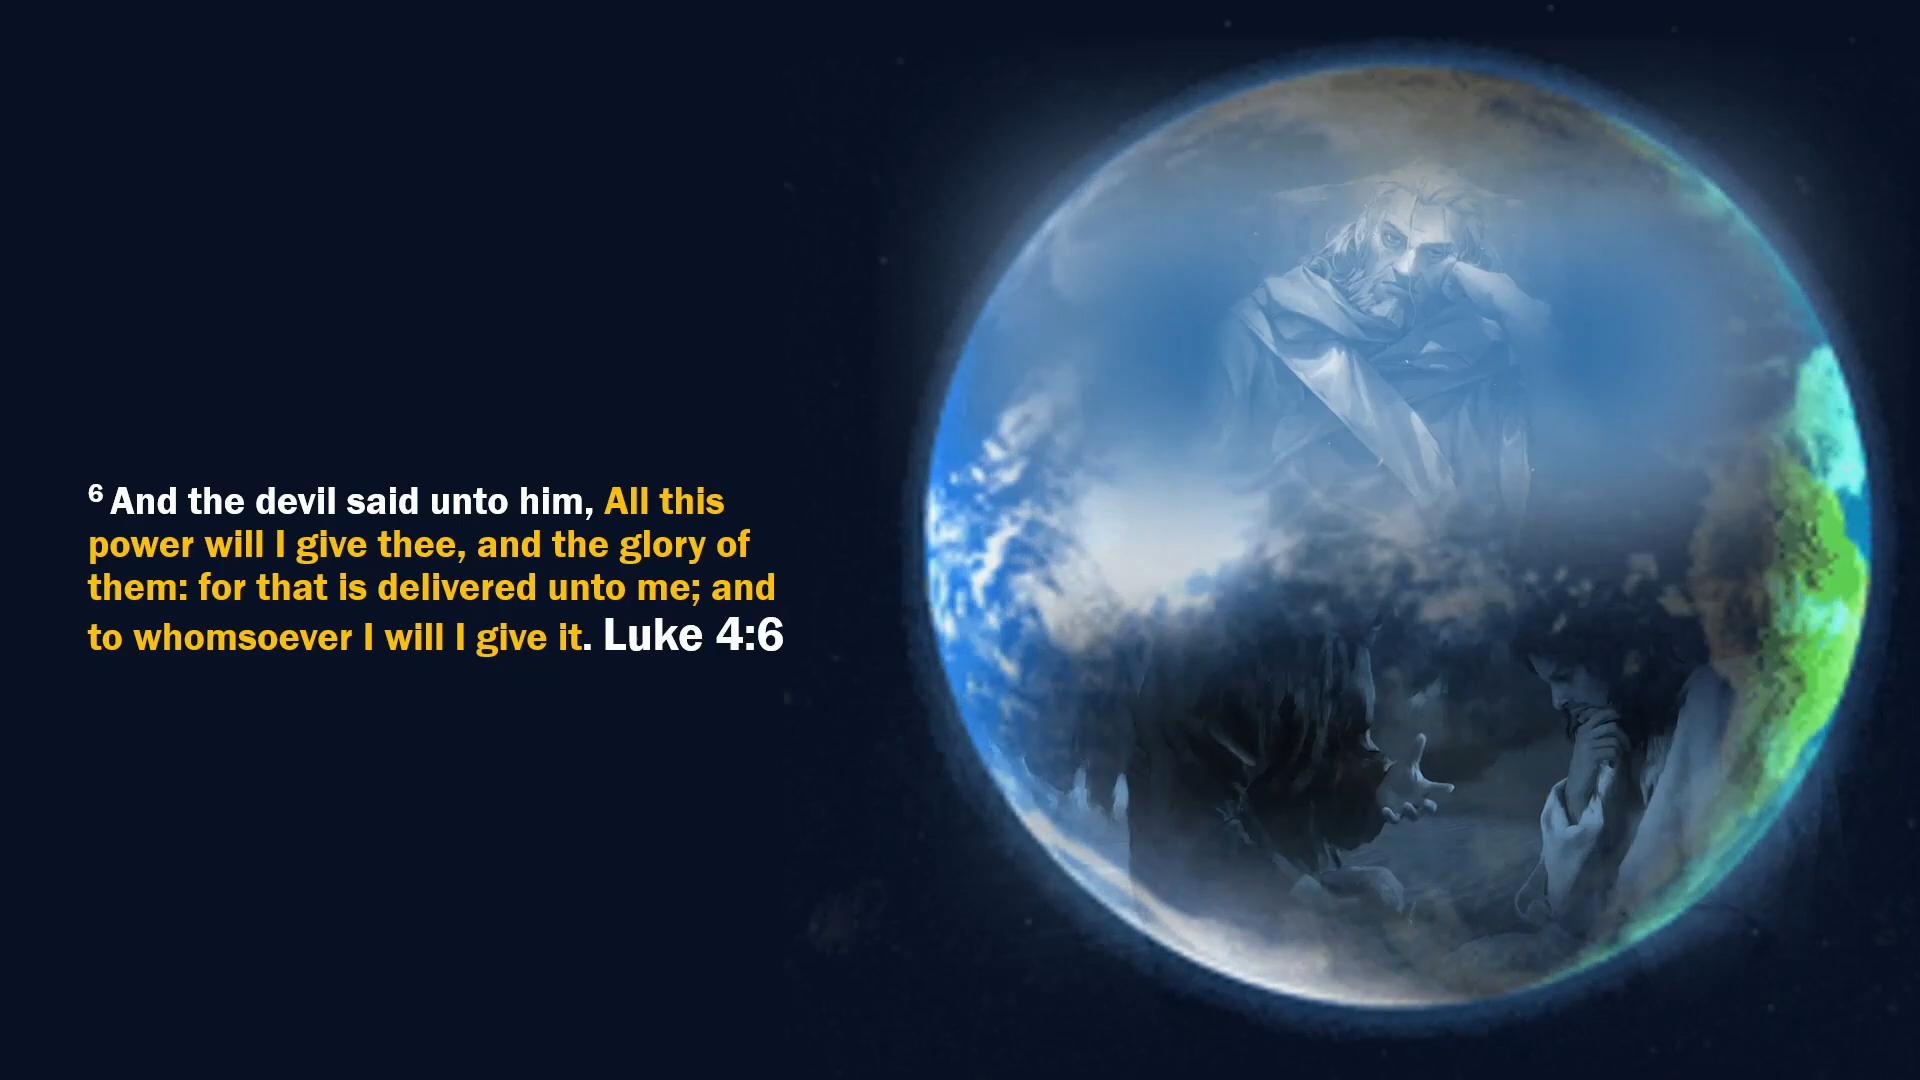 6 And the devil said unto him, All this
power will I give thee, and the glory of
them: for that is delivered unto me; and
to whomsoever I will I give it. Luke 4:6